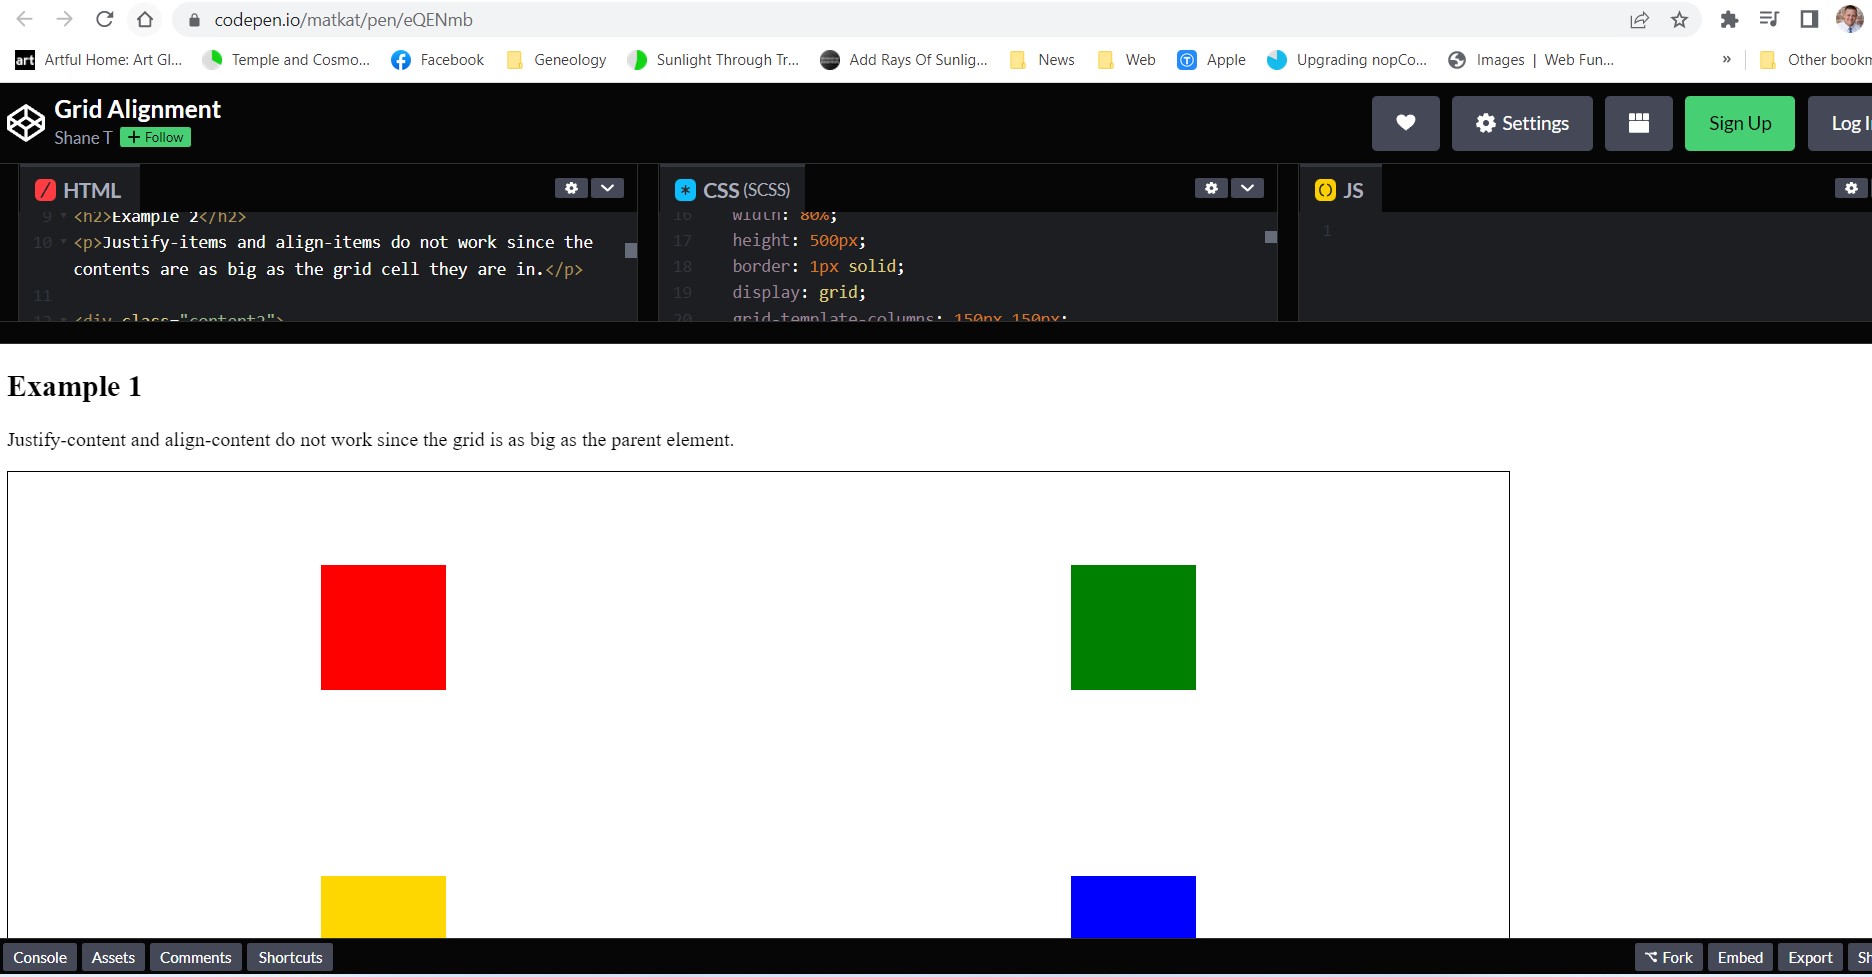 codepen.io/matkat/pen/eQENmb
art Artful Home: Art Gl... Temple and Cosmo... Facebook Geneology Sunlight Through Tr... Add Rays Of Sunlig... News Web Apple Upgrading nopCo... Images | Web Fun... » Other bookm
Grid Alignment
Shane T + Follow
Settings Sign Up Log I
HTML
9 <h2>Example 2</h2>
10 <p>Justify-items and align-items do not work since the
contents are as big as the grid cell they are in.</p>
11
12 <div class="content2">
CSS (SCSS)
16 width: 80%;
17 height: 500px;
18 border: 1px solid;
19 display: grid;
20 grid-template-columns: 150px 150px;
JS
1
Example 1
Justify-content and align-content do not work since the grid is as big as the parent element.
Console Assets Comments Shortcuts Fork Embed Export Sh